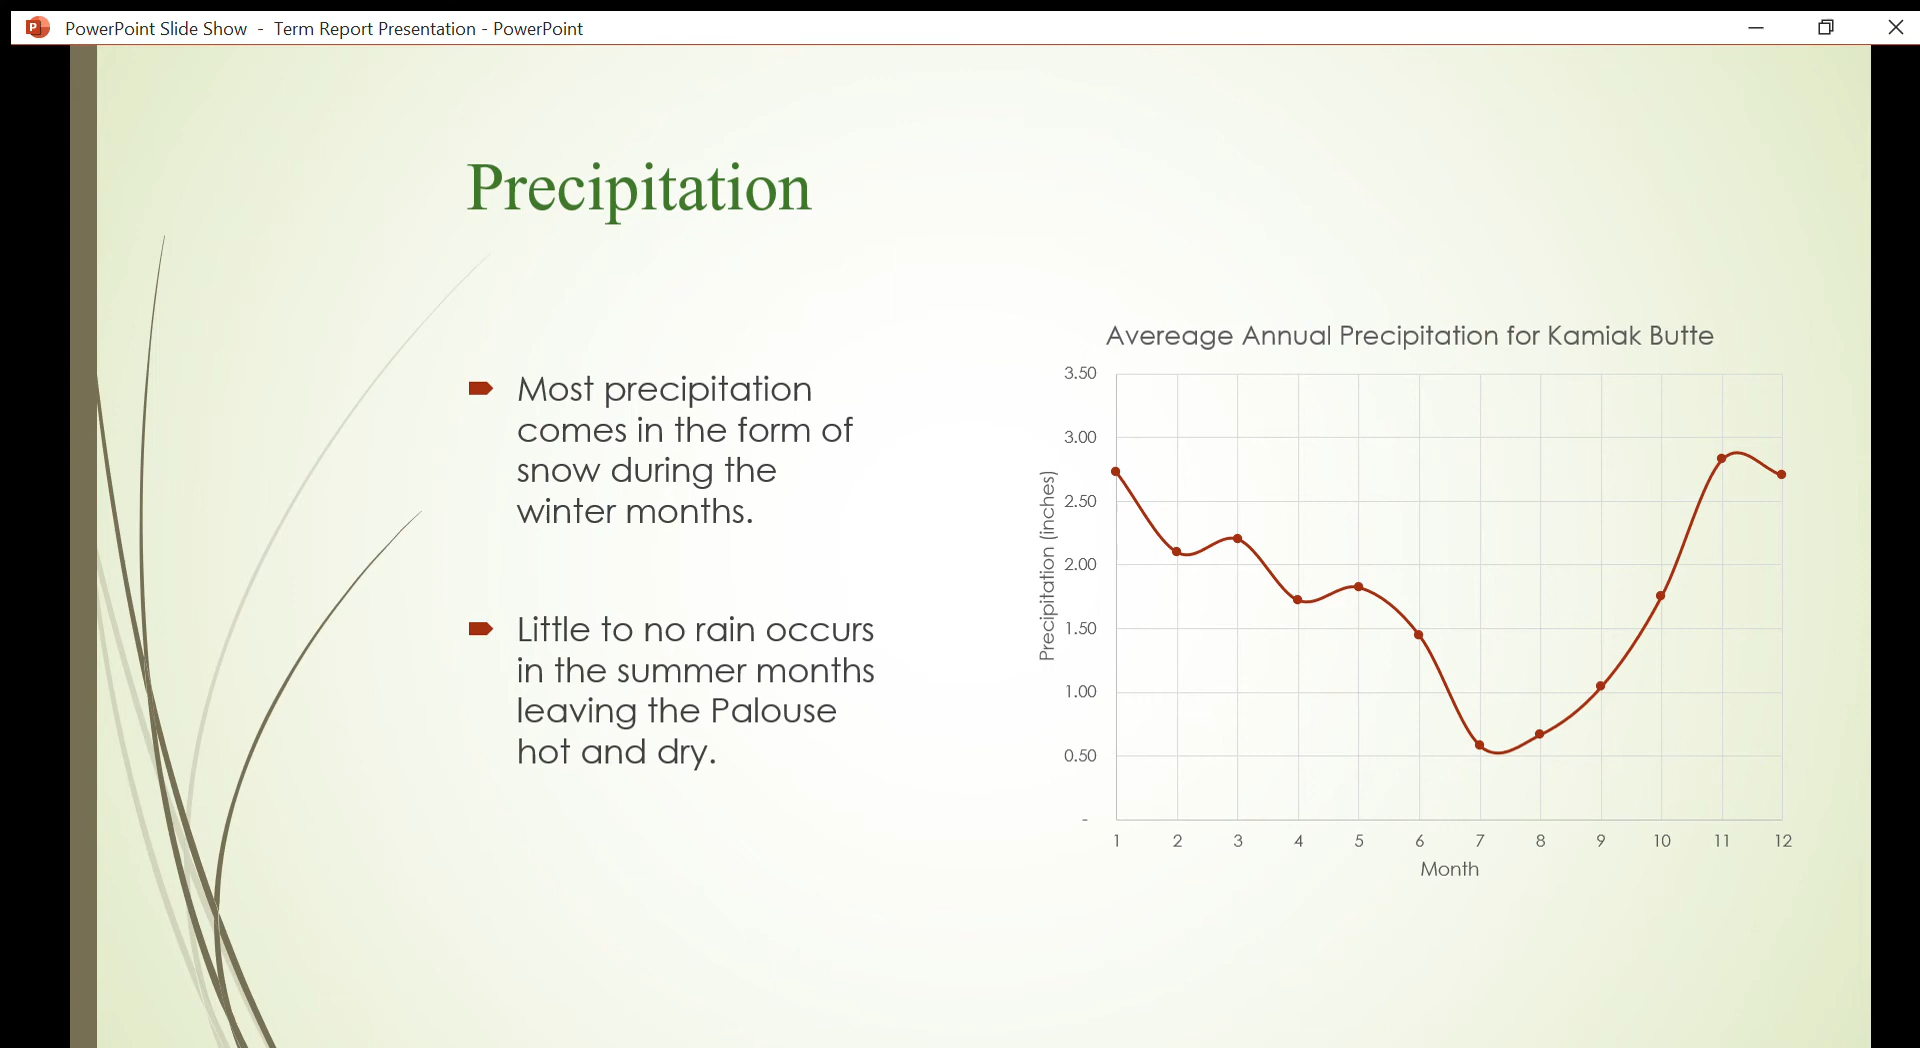 PowerPoint Slide Show - Term Report Presentation - PowerPoint
Precipitation
Most precipitation
comes in the form of
snow during the
winter months.
Little to no rain occurs
in the summer months
leaving the Palouse
hot and dry.
Avereage Annual Precipitation for Kamiak Butte
Precipitation (inches)
3.50
3.00
2.50
2.00
1.50
1.00
0.50
-
1 2 3 4 5 6 7 8 9 10 11 12
Month